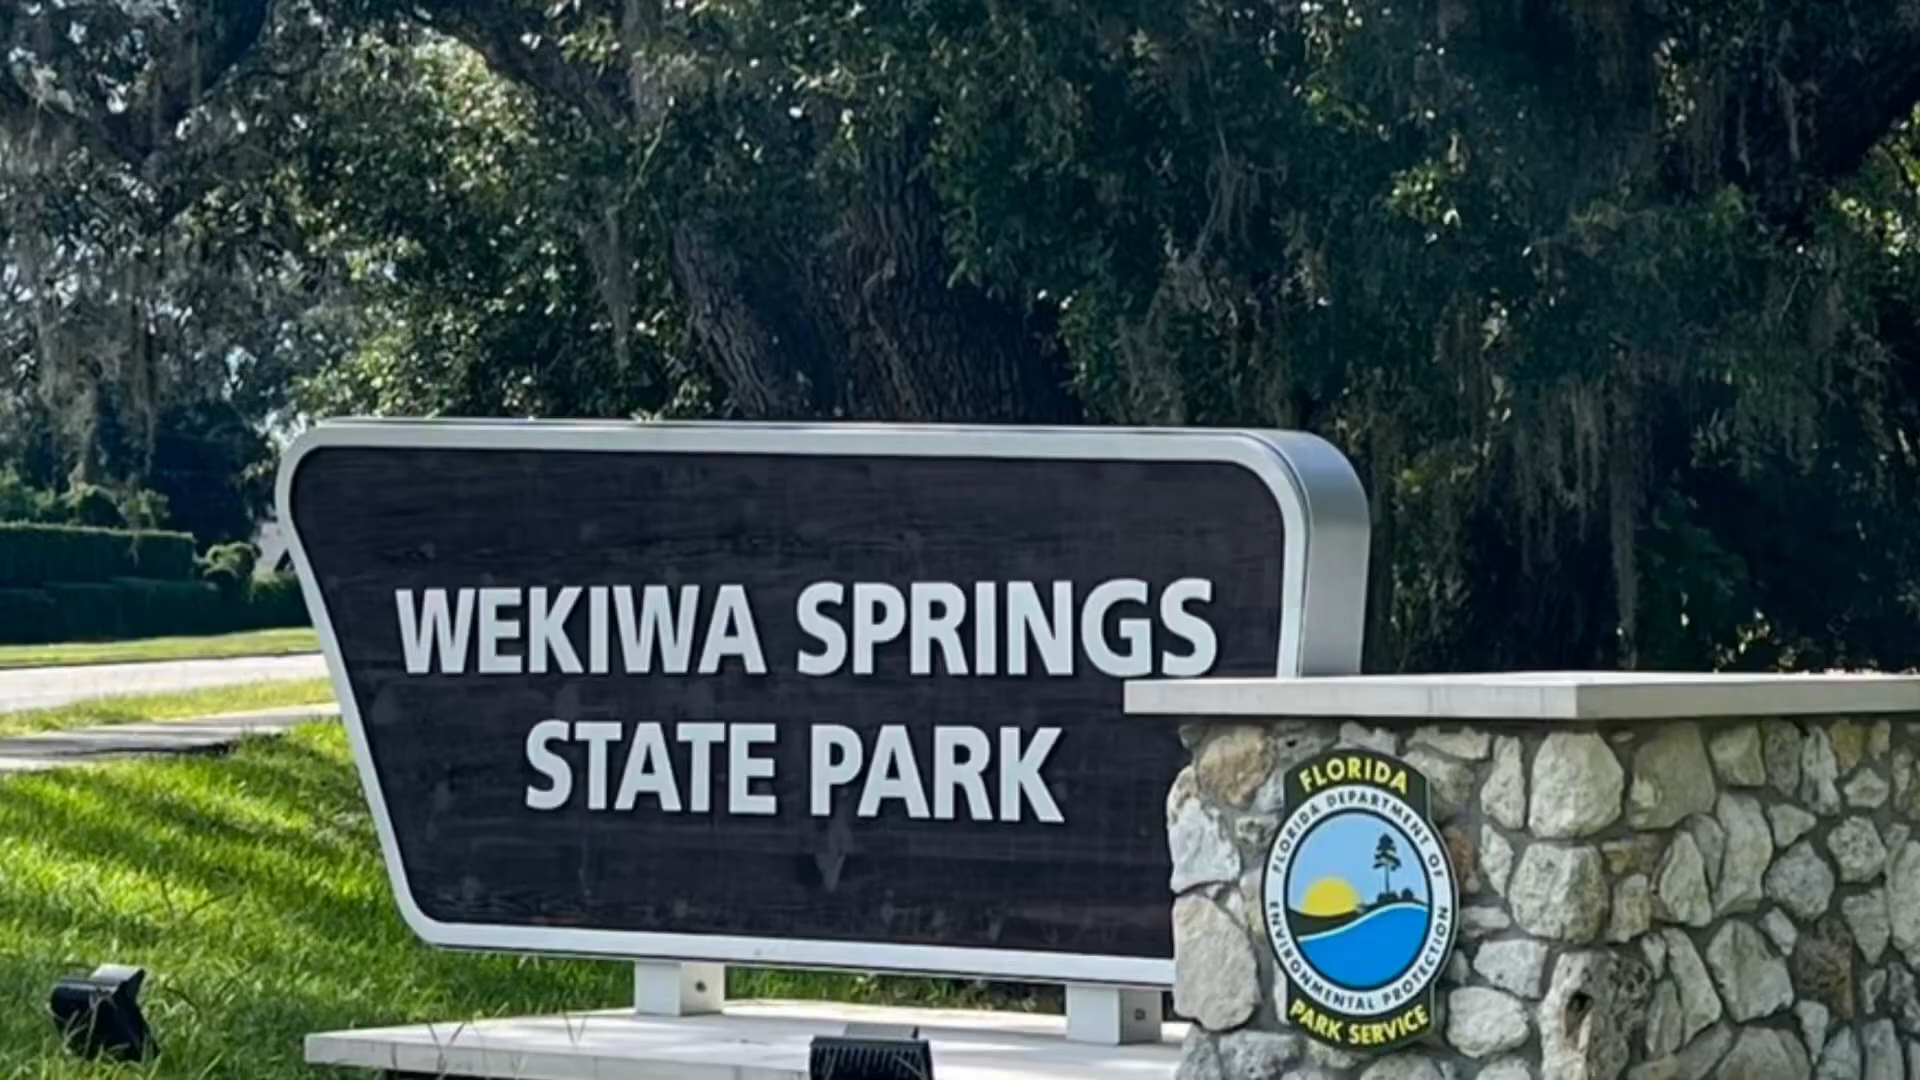 WEKIWA SPRINGS
STATE PARK
FLORIDA
FLORIDA DEPARTMENT OF
ENVIRONMENTAL PROTECTION
PARK SERVICE